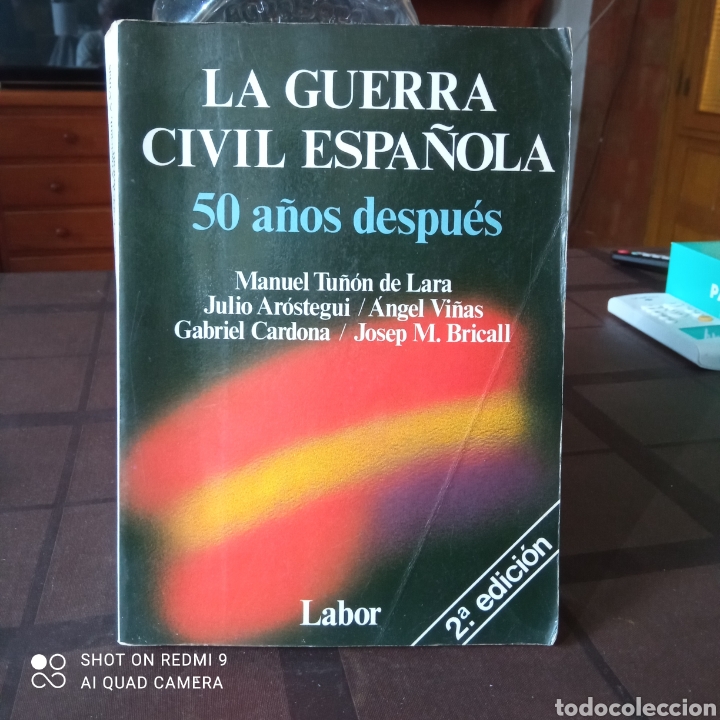 LA GUERRA
CIVIL ESPAÑOLA
50 años después
Manuel Tuñón de Lara
Julio Aróstegui / Ángel Viñas
Gabriel Cardona / Josep M. Bricall
Labor
2.ª edición
SHOT ON REDMI 9
AI QUAD CAMERA
todocoleccion